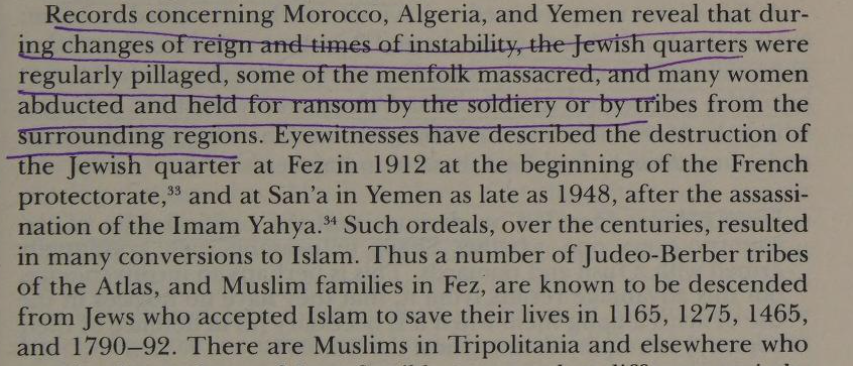 Records concerning Morocco, Algeria, and Yemen reveal that dur-
ing changes of reign and times of instability, the Jewish quarters were
regularly pillaged, some of the menfolk massacred, and many women
abducted and held for ransom by the soldiery or by tribes from the
surrounding regions. Eyewitnesses have described the destruction of
the Jewish quarter at Fez in 1912 at the beginning of the French
protectorate,³³ and at San'a in Yemen as late as 1948, after the assassi-
nation of the Imam Yahya.³⁴ Such ordeals, over the centuries, resulted
in many conversions to Islam. Thus a number of Judeo-Berber tribes
of the Atlas, and Muslim families in Fez, are known to be descended
from Jews who accepted Islam to save their lives in 1165, 1275, 1465,
and 1790–92. There are Muslims in Tripolitania and elsewhere who